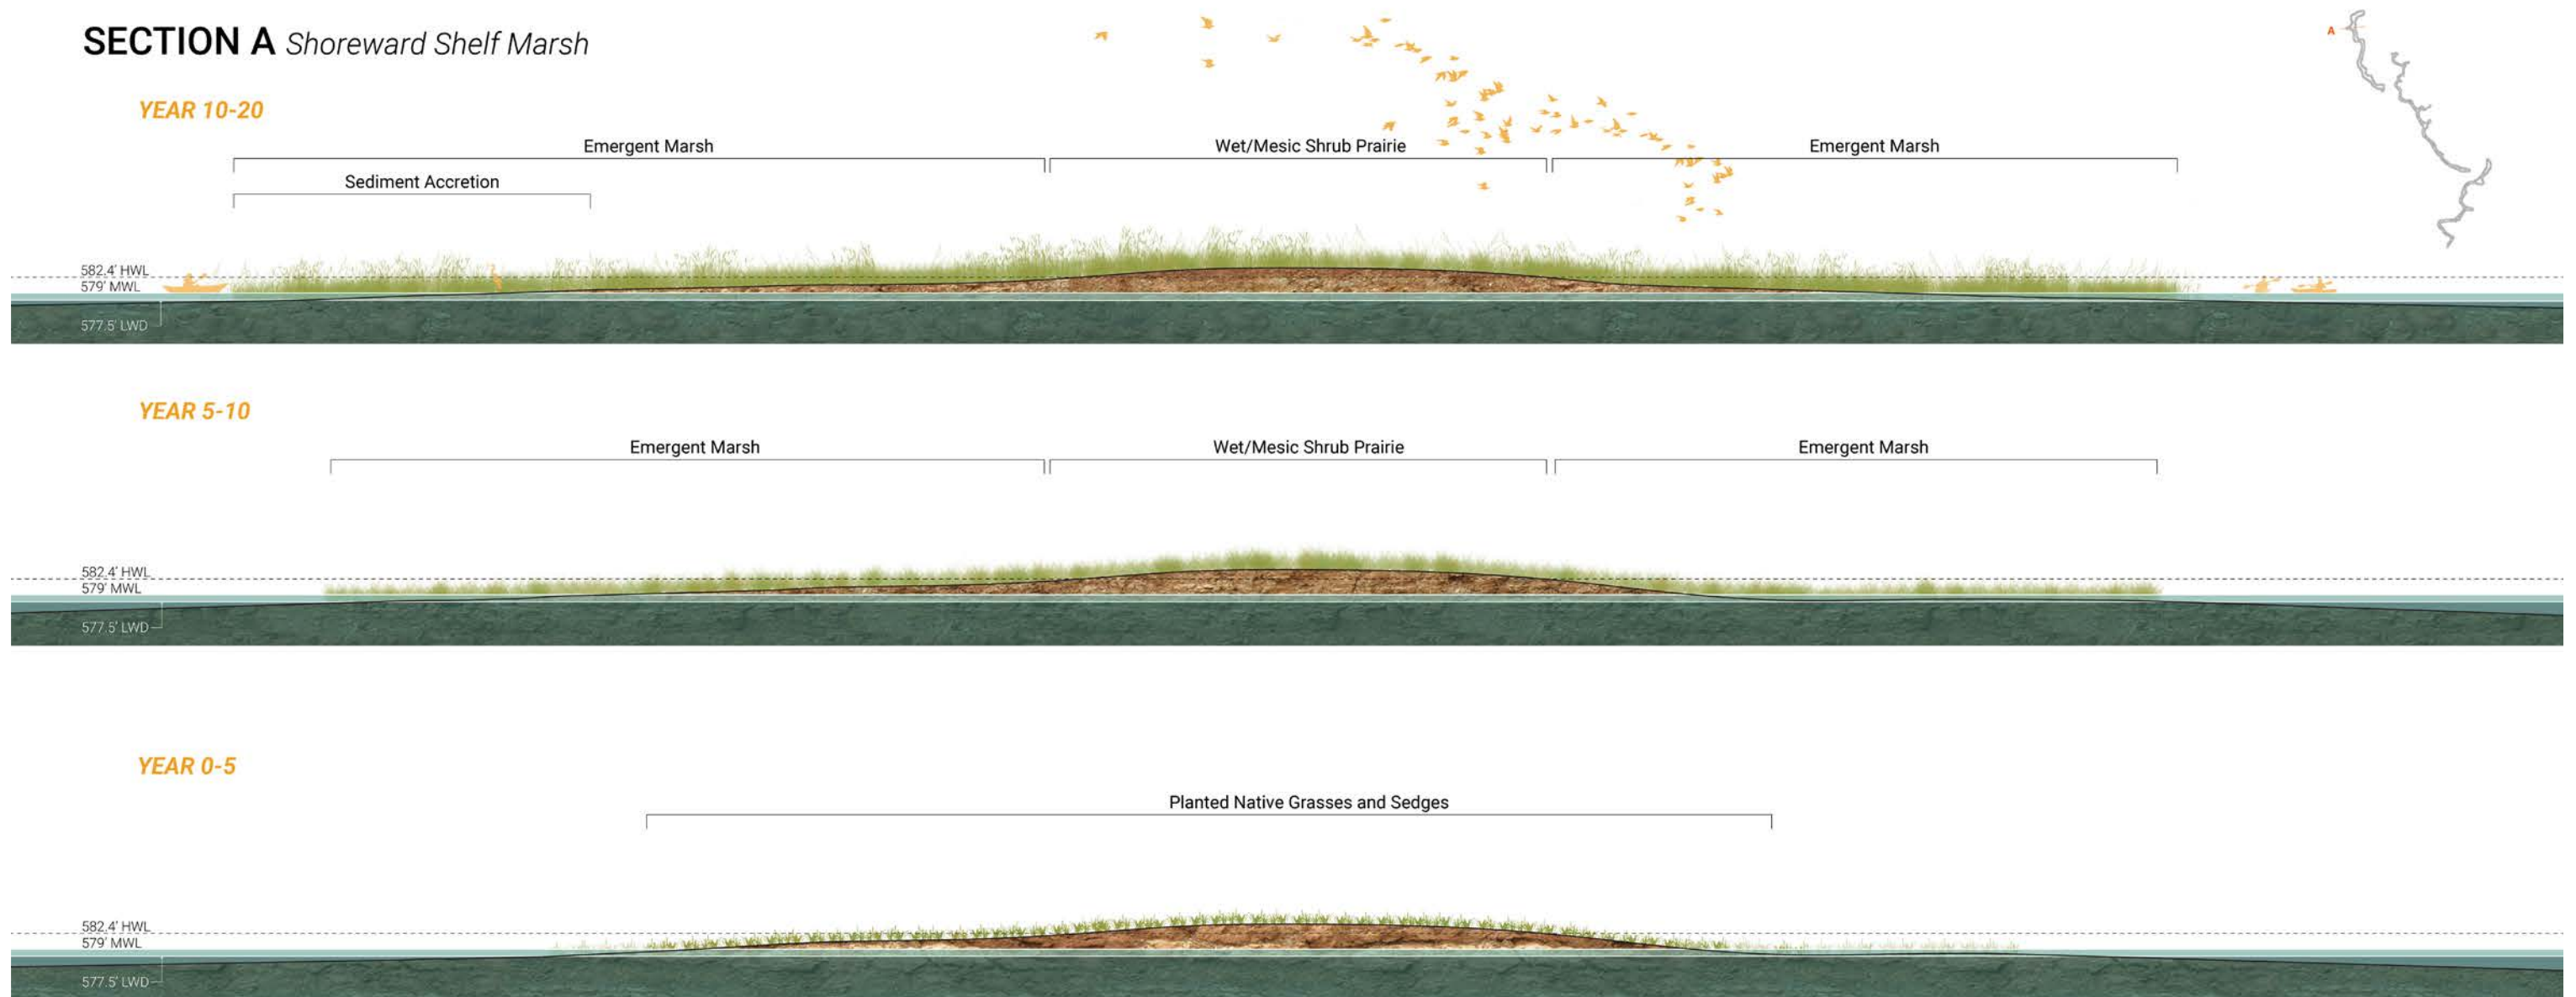 SECTION A Shoreward Shelf Marsh
A
YEAR 10-20
Emergent Marsh
Wet/Mesic Shrub Prairie
Emergent Marsh
Sediment Accretion
582.4' HWL
579' MWL
577.5' LWD
YEAR 5-10
Emergent Marsh
Wet/Mesic Shrub Prairie
Emergent Marsh
582.4' HWL
579' MWL
577.5' LWD
YEAR 0-5
Planted Native Grasses and Sedges
582.4' HWL
579' MWL
577.5' LWD